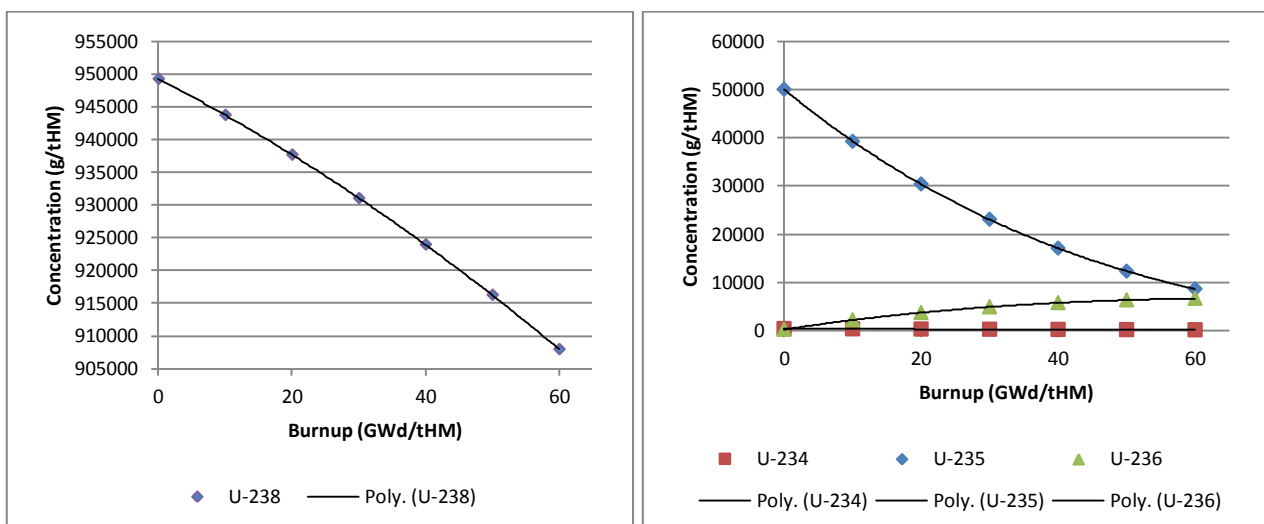 955000
950000
945000
940000
935000
930000
925000
920000
915000
910000
905000
Concentration (g/tHM)
0 20 40 60
Burnup (GWd/tHM)
U-238 Poly. (U-238)
60000
50000
40000
30000
20000
10000
0
Concentration (g/tHM)
0 20 40 60
Burnup (GWd/tHM)
U-234 U-235 U-236
Poly. (U-234) Poly. (U-235) Poly. (U-236)